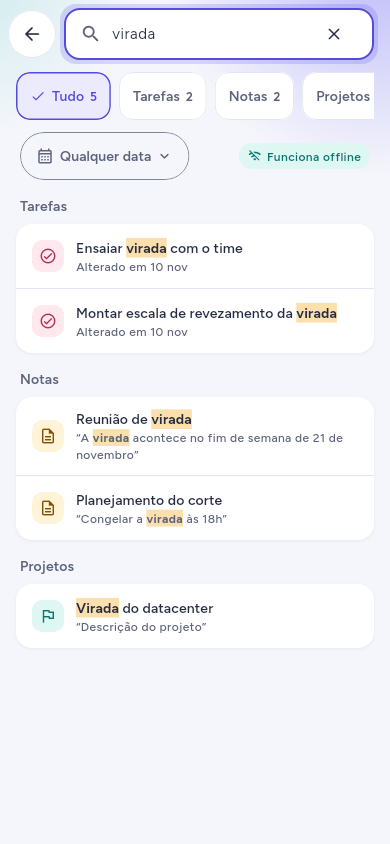 virada
Tudo 5
Tarefas 2
Notas 2
Projetos
Qualquer data
Funciona offline
Tarefas
Ensaiar virada com o time
Alterado em 10 nov
Montar escala de revezamento da virada
Alterado em 10 nov
Notas
Reunião de virada
“A virada acontece no fim de semana de 21 de
novembro”
Planejamento do corte
“Congelar a virada às 18h”
Projetos
Virada do datacenter
“Descrição do projeto”